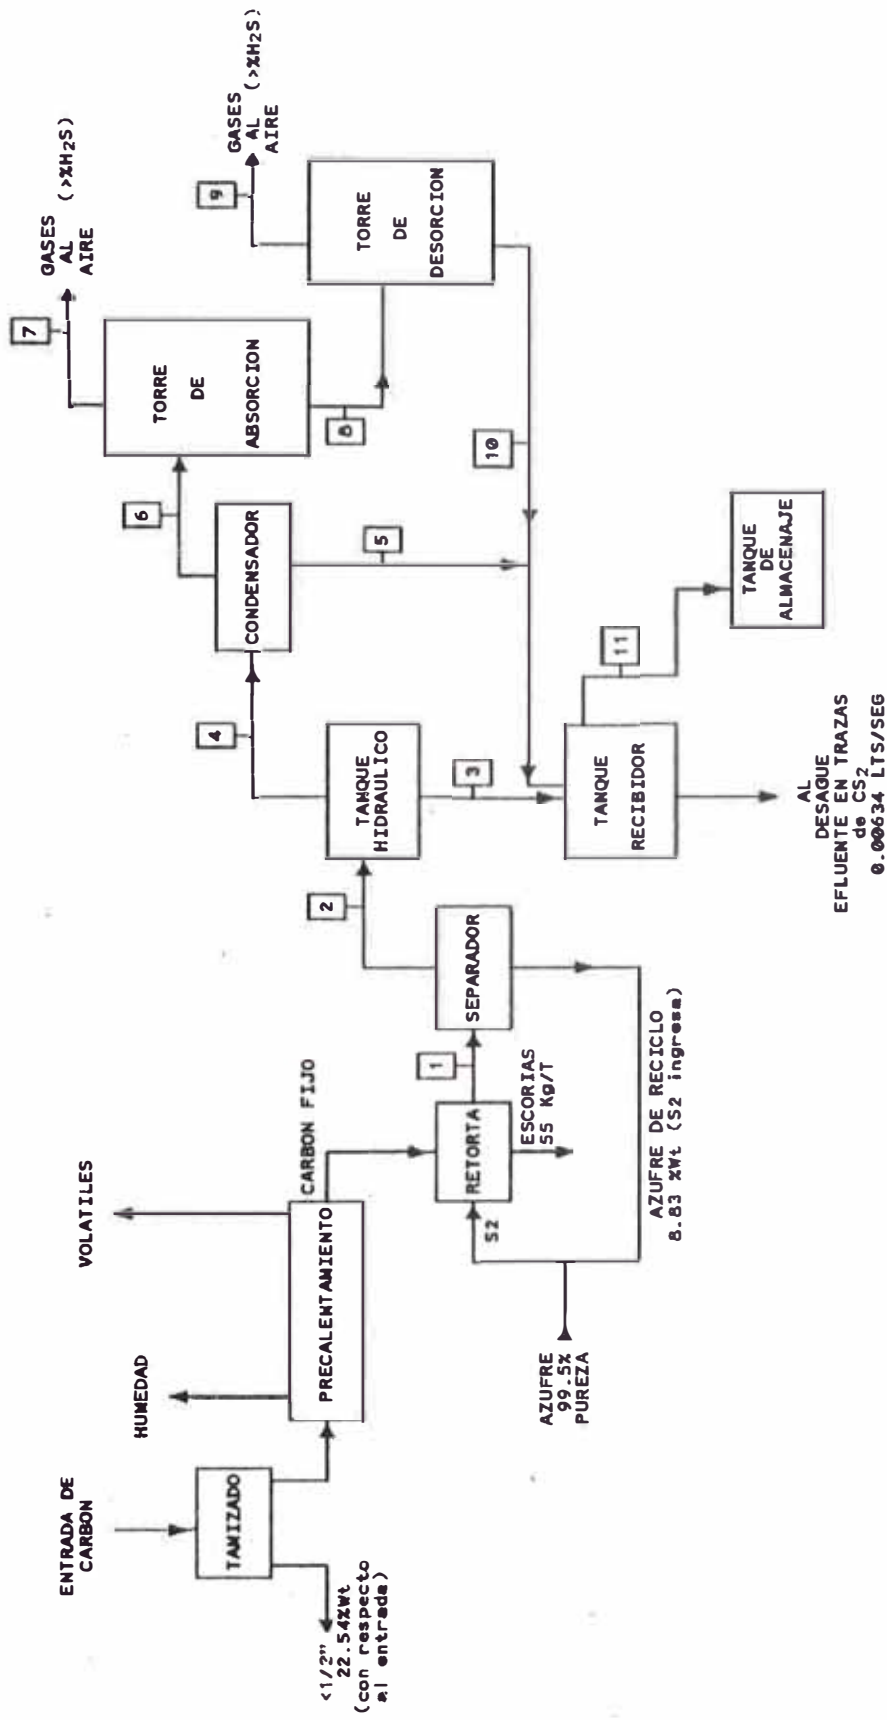 ENTRADA DE
CARBON
TAMIZADO
<1/2"
22.54%Wt
(con respecto
al entrada)
HUMEDAD
VOLATILES
PRECALENTAMIENTO
CARBON FIJO
AZUFRE
99.5%
PUREZA
S2
RETORTA
ESCORIAS
55 Kg/T
1
SEPARADOR
AZUFRE DE RECICLO
8.83 %Wt (S2 ingresa)
2
TANQUE
HIDRAULICO
3
4
CONDENSADOR
5
6
TORRE
DE
ABSORCION
7
GASES
AL (>%H2S)
AIRE
8
TORRE
DE
DESORCION
9
GASES
AL (>%H2S)
AIRE
10
TANQUE
RECIBIDOR
11
TANQUE
DE
ALMACENAJE
AL
DESAGUE
EFLUENTE EN TRAZAS
de CS2
0.00634 LTS/SEG